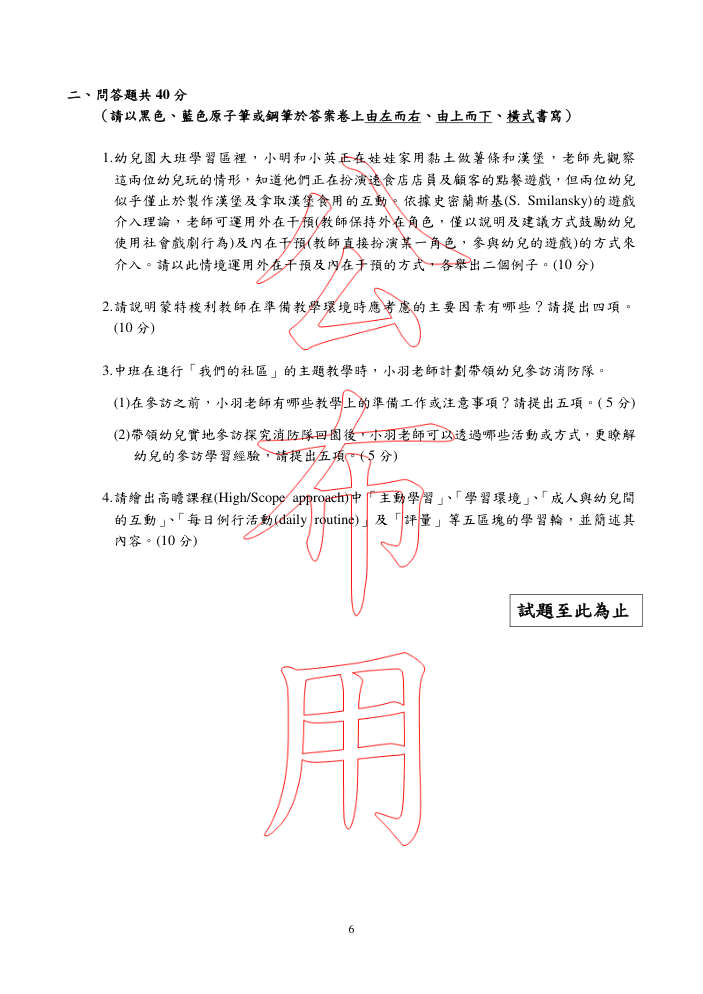 二、問答題共 40 分
（請以黑色、藍色原子筆或鋼筆於答案卷上由左而右、由上而下、橫式書寫）
1.幼兒園大班學習區裡，小明和小英正在娃娃家用黏土做薯條和漢堡，老師先觀察
這兩位幼兒玩的情形，知道他們正在扮演速食店店員及顧客的點餐遊戲，但兩位幼兒
似乎僅止於製作漢堡及拿取漢堡食用的互動。依據史密蘭斯基(S. Smilansky)的遊戲
介入理論，老師可運用外在干預(教師保持外在角色，僅以說明及建議方式鼓勵幼兒
使用社會戲劇行為)及內在干預(教師直接扮演某一角色，參與幼兒的遊戲)的方式來
介入。請以此情境運用外在干預及內在干預的方式，各舉出二個例子。(10 分)
2.請說明蒙特梭利教師在準備教學環境時應考慮的主要因素有哪些？請提出四項。
(10 分)
3.中班在進行「我們的社區」的主題教學時，小羽老師計劃帶領幼兒參訪消防隊。
(1)在參訪之前，小羽老師有哪些教學上的準備工作或注意事項？請提出五項。( 5 分)
(2)帶領幼兒實地參訪探究消防隊回園後，小羽老師可以透過哪些活動或方式，更瞭解
幼兒的參訪學習經驗，請提出五項。( 5 分)
4.請繪出高瞻課程(High/Scope approach)中「主動學習」、「學習環境」、「成人與幼兒間
的互動」、「每日例行活動(daily routine)」及「評量」等五區塊的學習輪，並簡述其
內容。(10 分)
試題至此為止
公
布
用
6